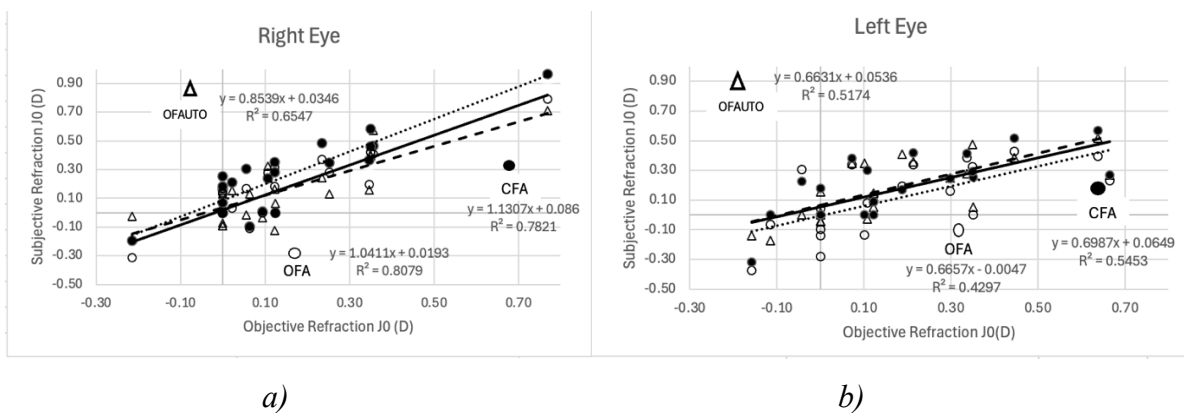 Right Eye
0.90
0.70
0.50
0.30
0.10
-0.10
-0.30
-0.50
Subjective Refraction J0 (D)
OFAUTO
y = 0.8539x + 0.0346
R² = 0.6547
CFA
y = 1.1307x + 0.086
R² = 0.7821
OFA
y = 1.0411x + 0.0193
R² = 0.8079
-0.30
-0.10
0.10
0.30
0.50
0.70
Objective Refraction J0 (D)
a)
Left Eye
0.90
0.70
0.50
0.30
0.10
-0.10
-0.30
-0.50
Subjective Refraction J0 (D)
OFAUTO
y = 0.6631x + 0.0536
R² = 0.5174
CFA
y = 0.6987x + 0.0649
R² = 0.5453
OFA
y = 0.6657x - 0.0047
R² = 0.4297
-0.30
-0.10
0.10
0.30
0.50
0.70
Objective Refraction J0(D)
b)